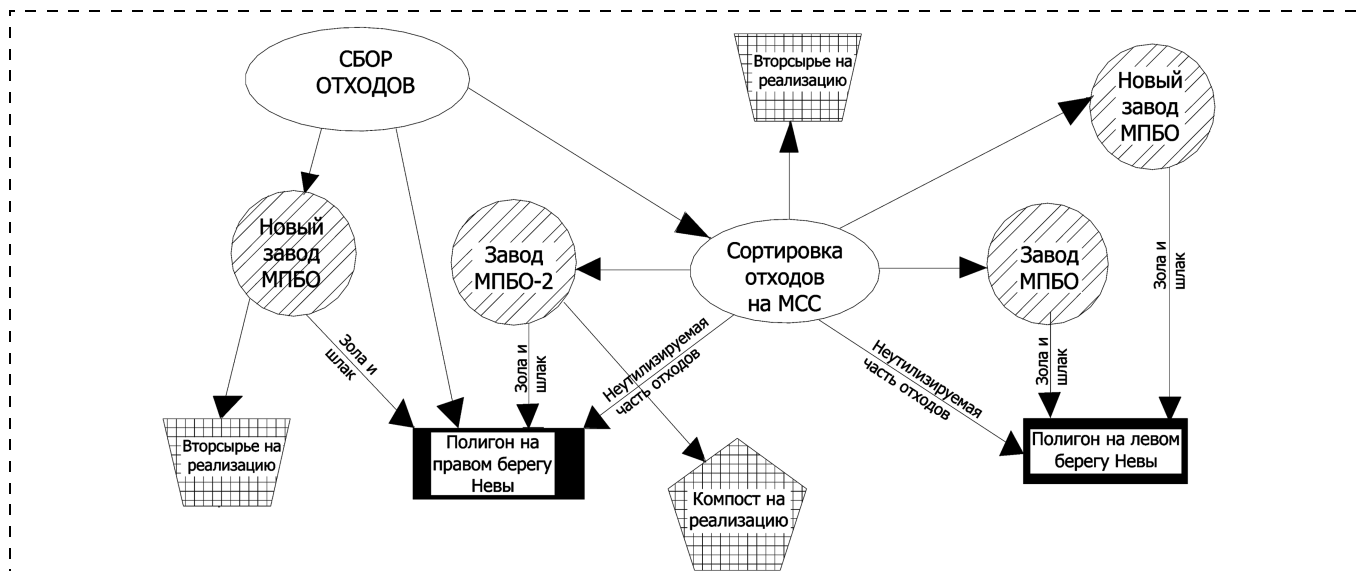 СБОР
ОТХОДОВ
Вторсырье на
реализацию
Новый
завод
МПБО
Новый
завод
МПБО
Завод
МПБО-2
Сортировка
отходов
на МСС
Завод
МПБО
Зола и
шлак
Зола и
шлак
Зола и
шлак
Неутилизируемая
часть отходов
Неутилизируемая
часть отходов
Зола и
шлак
Вторсырье на
реализацию
Полигон на
правом берегу
Невы
Компост на
реализацию
Полигон на левом
берегу Невы